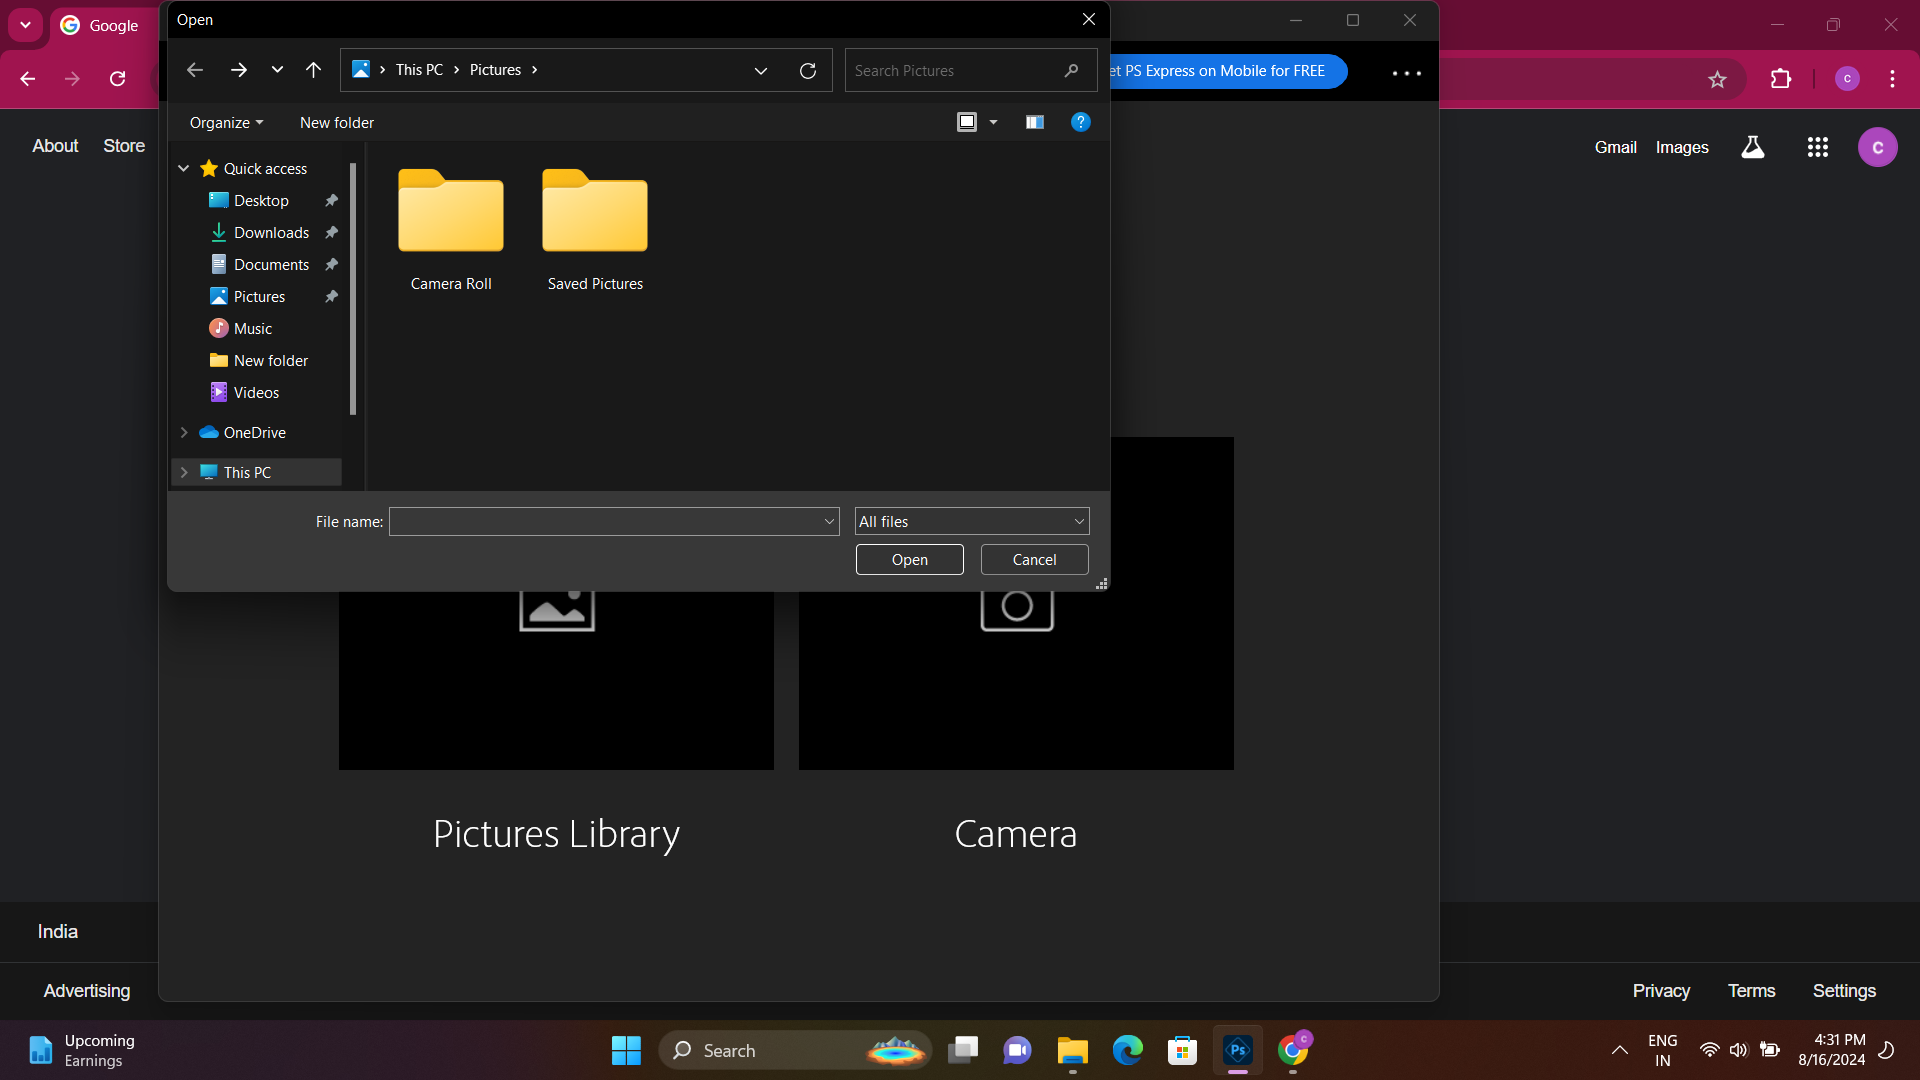 Open
Google
This PC
Pictures
Search Pictures
et PS Express on Mobile for FREE
C
Organize
New folder
?
About
Store
Gmail
Images
C
Quick access
Desktop
Downloads
Documents
Pictures
Music
New folder
Videos
OneDrive
This PC
Camera Roll
Saved Pictures
File name:
All files
Open
Cancel
Pictures Library
Camera
India
Advertising
Privacy
Terms
Settings
Upcoming
Earnings
Search
Ps
C
ENG
IN
4:31 PM
8/16/2024